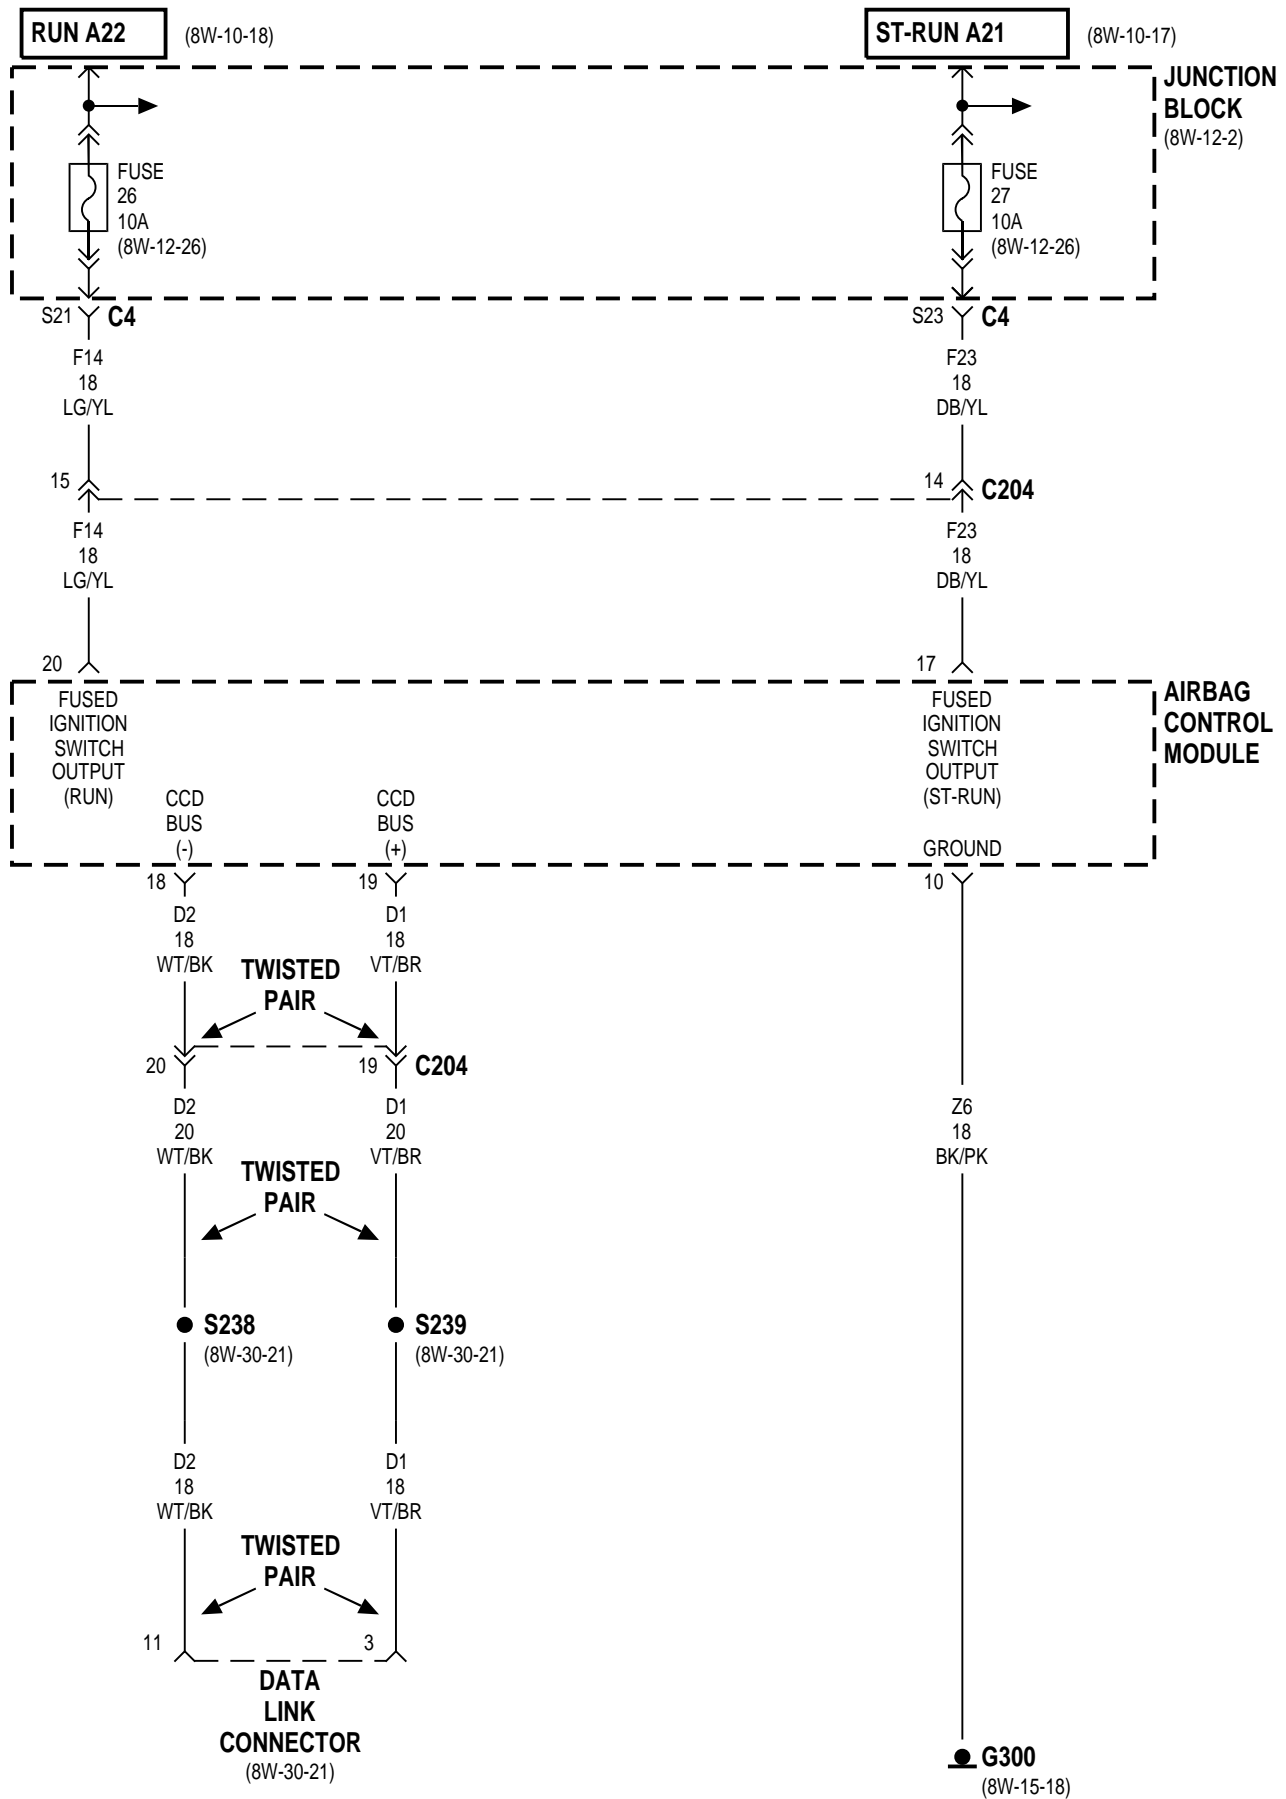 RUN A22 (8W-10-18)
ST-RUN A21 (8W-10-17)
JUNCTION
BLOCK
(8W-12-2)
FUSE
26
10A
(8W-12-26)
FUSE
27
10A
(8W-12-26)
S21 C4
S23 C4
F14
18
LG/YL
F23
18
DB/YL
15
14 C204
F14
18
LG/YL
F23
18
DB/YL
20
17
AIRBAG
CONTROL
MODULE
FUSED
IGNITION
SWITCH
OUTPUT
(RUN)
FUSED
IGNITION
SWITCH
OUTPUT
(ST-RUN)
CCD
BUS
(-)
CCD
BUS
(+)
GROUND
18
19
10
D2
18
WT/BK
D1
18
VT/BR
TWISTED
PAIR
20
19 C204
D2
20
WT/BK
D1
20
VT/BR
Z6
18
BK/PK
TWISTED
PAIR
S238
(8W-30-21)
S239
(8W-30-21)
D2
18
WT/BK
D1
18
VT/BR
TWISTED
PAIR
11
3
DATA
LINK
CONNECTOR
(8W-30-21)
G300
(8W-15-18)